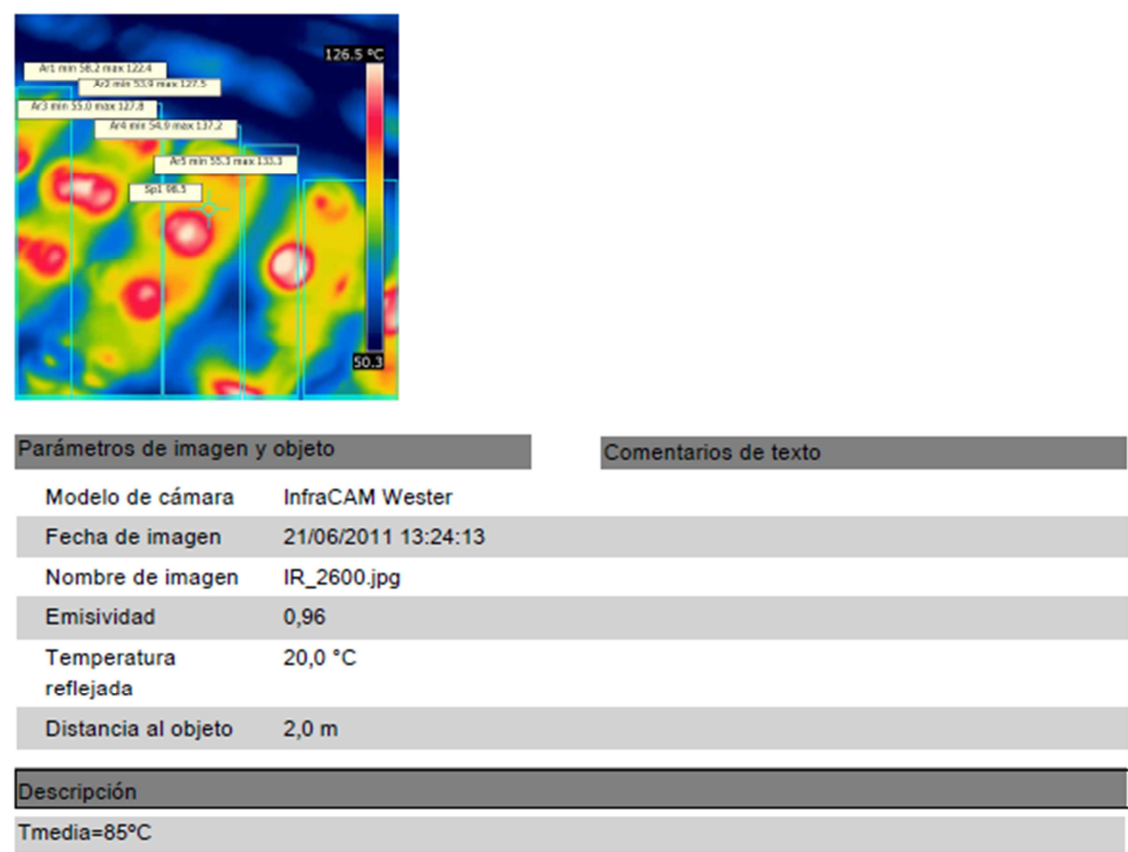 126.5 ºC
Ar1 min 58.2 max 122.4
Ar2 min 53.9 max 127.5
Ar3 min 55.0 max 127.8
Ar4 min 54.9 max 137.2
Ar5 min 55.3 max 133.3
Sp1 98.5
50.3
Parámetros de imagen y objeto
Comentarios de texto
Modelo de cámara InfraCAM Wester
Fecha de imagen 21/06/2011 13:24:13
Nombre de imagen IR_2600.jpg
Emisividad 0,96
Temperatura 20,0 °C
reflejada
Distancia al objeto 2,0 m
Descripción
Tmedia=85ºC